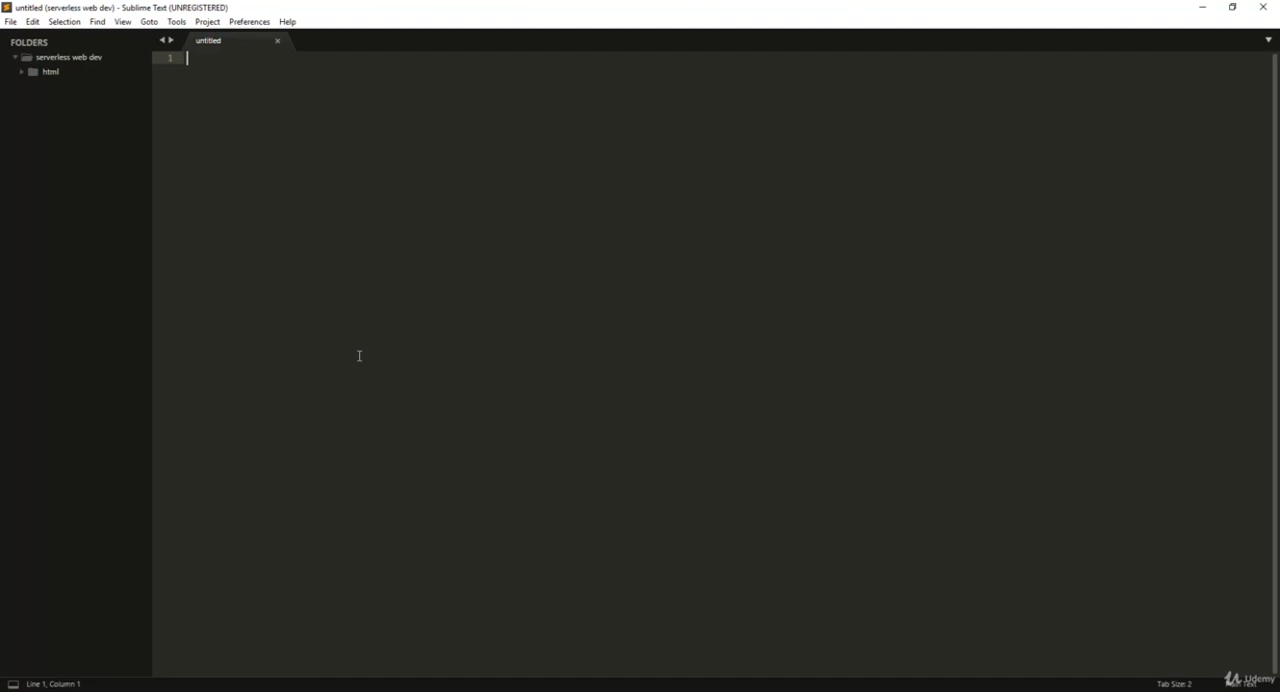 untitled (serverless web dev) - Sublime Text (UNREGISTERED)
File Edit Selection Find View Goto Tools Project Preferences Help
FOLDERS
serverless web dev
html
untitled
1
Line 1, Column 1
Tab Size: 2
Udemy